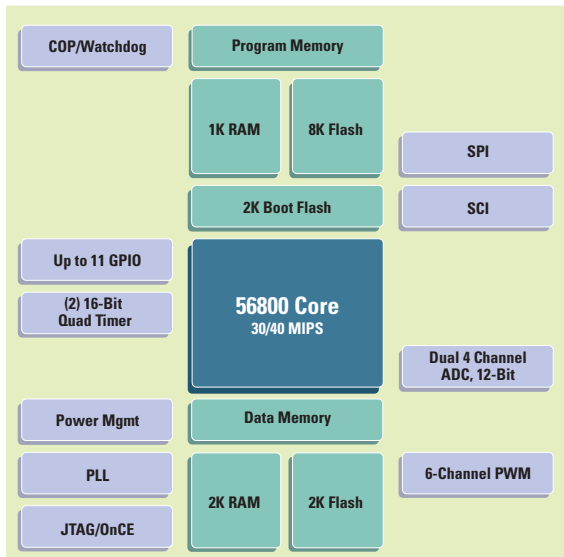 COP/Watchdog
Program Memory
1K RAM
8K Flash
SPI
2K Boot Flash
SCI
Up to 11 GPIO
(2) 16-Bit
Quad Timer
56800 Core
30/40 MIPS
Dual 4 Channel
ADC, 12-Bit
Power Mgmt
Data Memory
PLL
2K RAM
2K Flash
6-Channel PWM
JTAG/OnCE